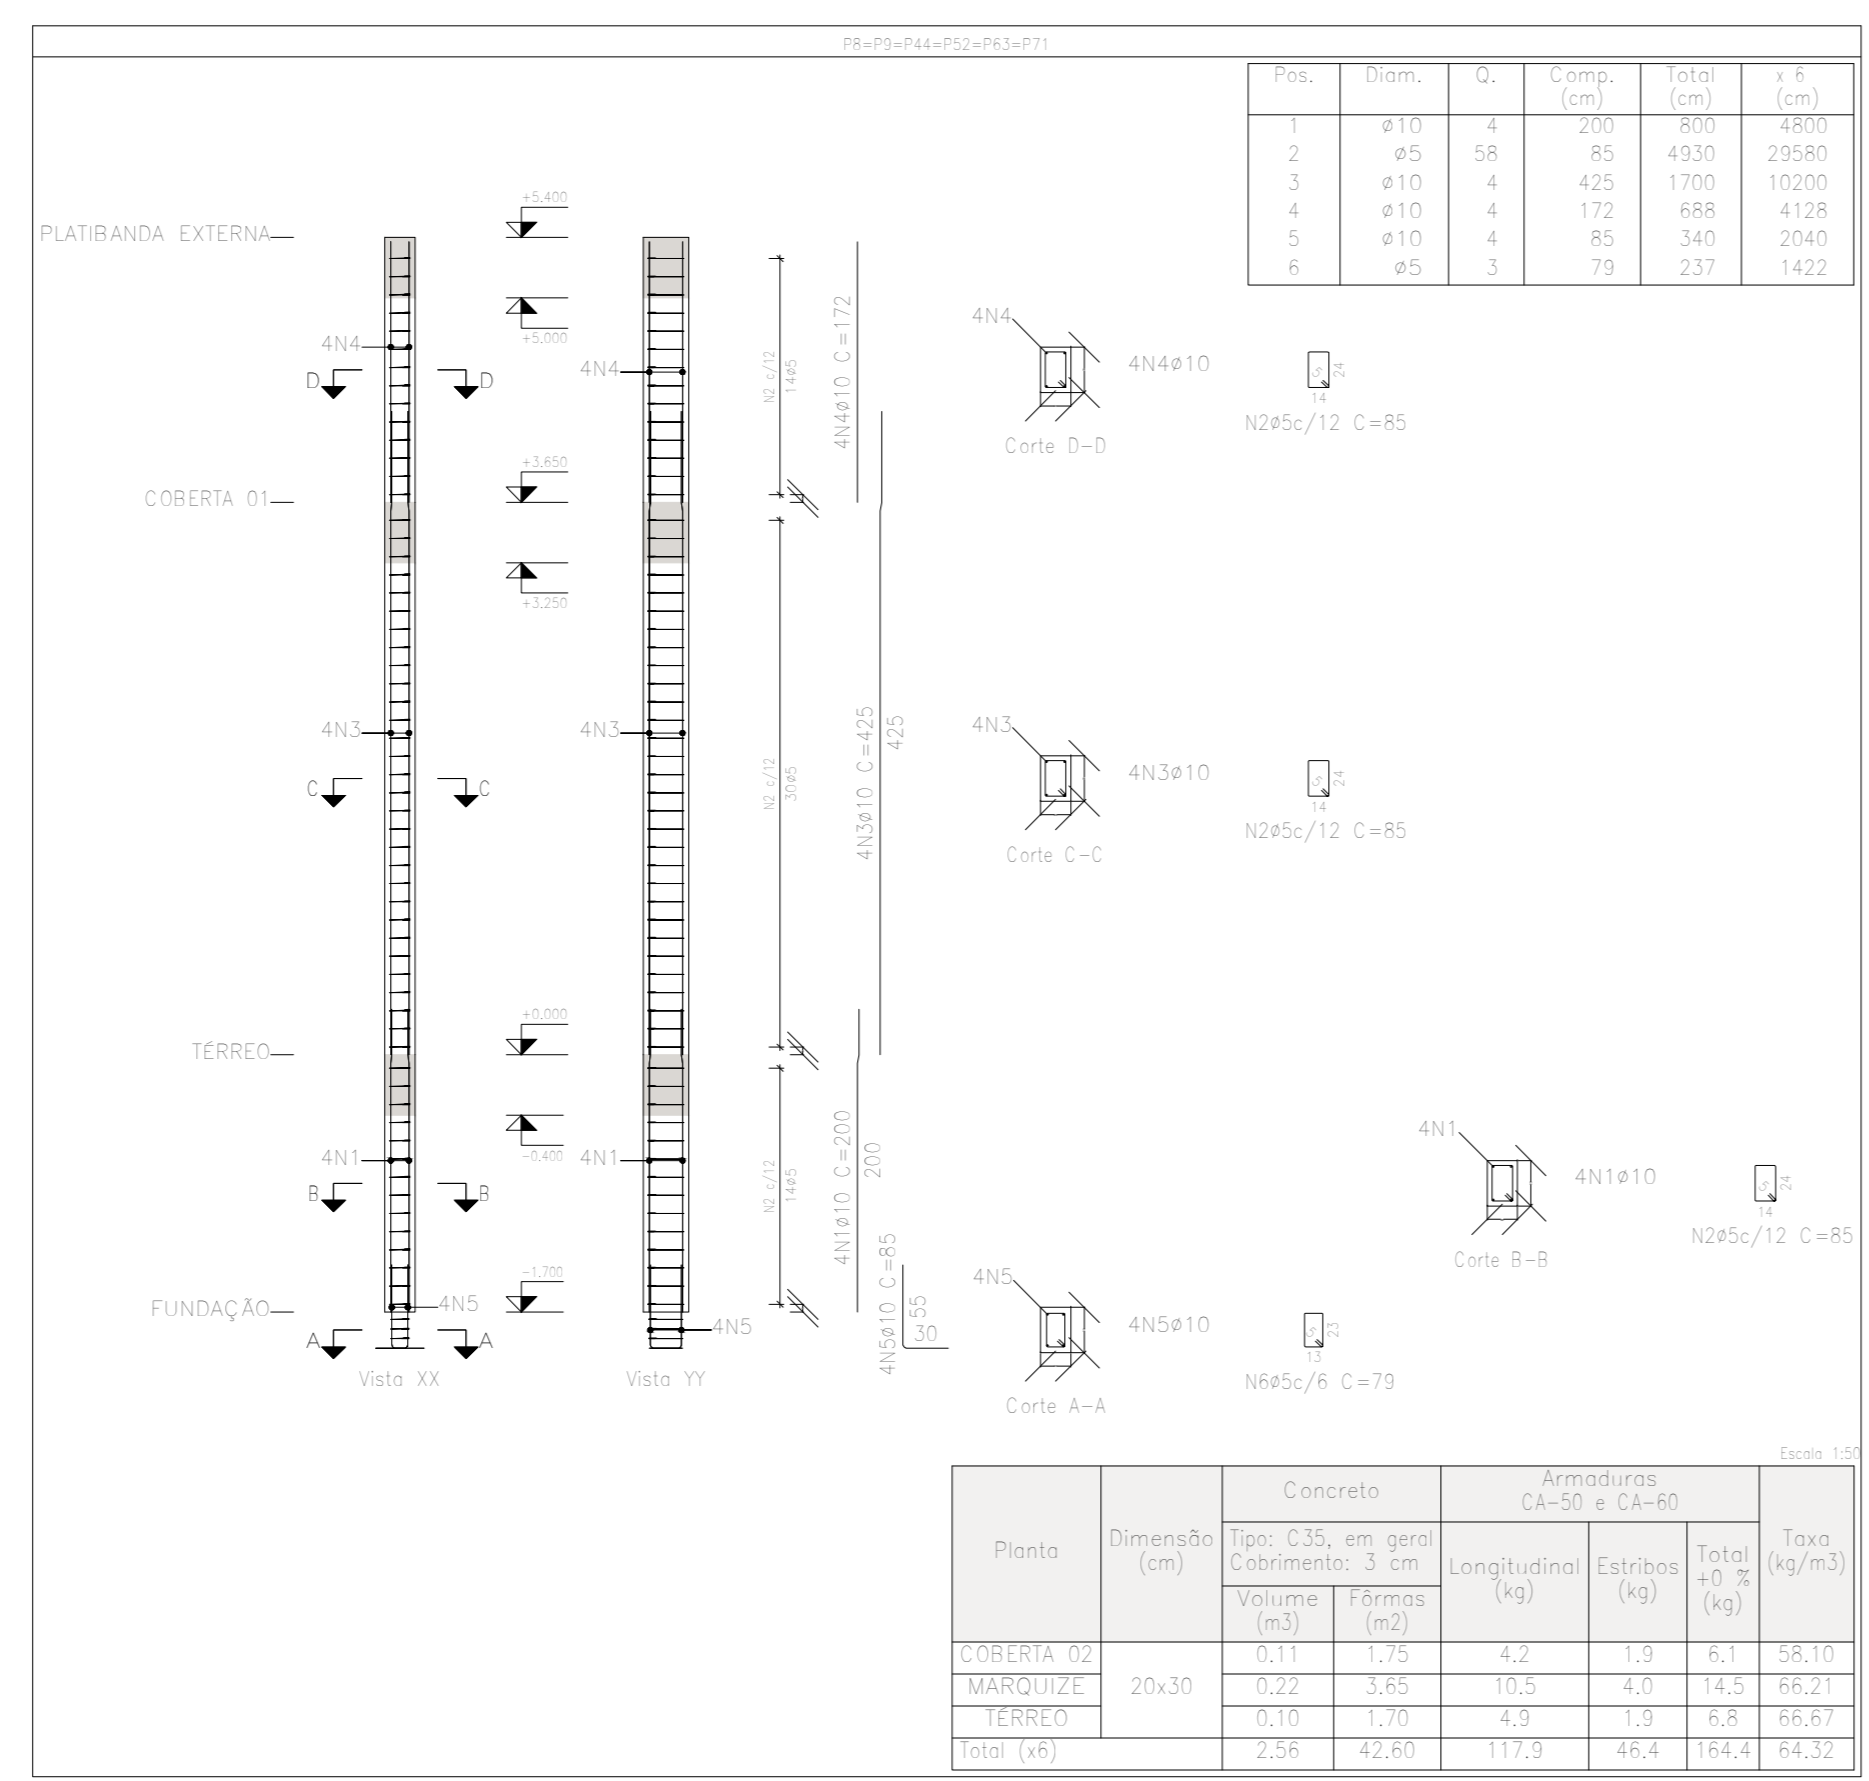 P8=P9=P44=P52=P63=P71
Pos. Diam. Q. Comp. (cm) Total (cm) x 6 (cm)
1 ø10 4 200 800 4800
2 ø5 58 85 4930 29580
3 ø10 4 425 1700 10200
4 ø10 4 172 688 4128
5 ø10 4 85 340 2040
6 ø5 3 79 237 1422
PLATIBANDA EXTERNA
+5.400
+5.000
4N4
4N4
D D
N2 c/12
14ø5
4N4ø10 C=172
4N4
4N4ø10
Corte D-D
S
24
14
N2ø5c/12 C=85
COBERTA 01
+3.650
+3.250
4N3
4N3
C C
N2 c/12
30ø5
4N3ø10 C=425
425
4N3
4N3ø10
Corte C-C
S
24
14
N2ø5c/12 C=85
TÉRREO
+0.000
-0.400
4N1
4N1
B B
N2 c/12
14ø5
4N1ø10 C=200
200
4N1
4N1ø10
Corte B-B
S
24
14
N2ø5c/12 C=85
FUNDAÇÃO
-1.700
4N5
4N5
A A
4N5ø10 C=85
55
30
4N5
4N5ø10
Corte A-A
S
23
13
N6ø5c/6 C=79
Vista XX
Vista YY
Escala 1:50
Planta
Dimensão
(cm)
Concreto
Tipo: C35, em geral
Cobrimento: 3 cm
Volume
(m3)
Fôrmas
(m2)
Armaduras
CA-50 e CA-60
Longitudinal
(kg)
Estribos
(kg)
Total
+0 %
(kg)
Taxa
(kg/m3)
COBERTA 02 0.11 1.75 4.2 1.9 6.1 58.10
MARQUIZE 20x30 0.22 3.65 10.5 4.0 14.5 66.21
TÉRREO 0.10 1.70 4.9 1.9 6.8 66.67
Total (x6) 2.56 42.60 117.9 46.4 164.4 64.32